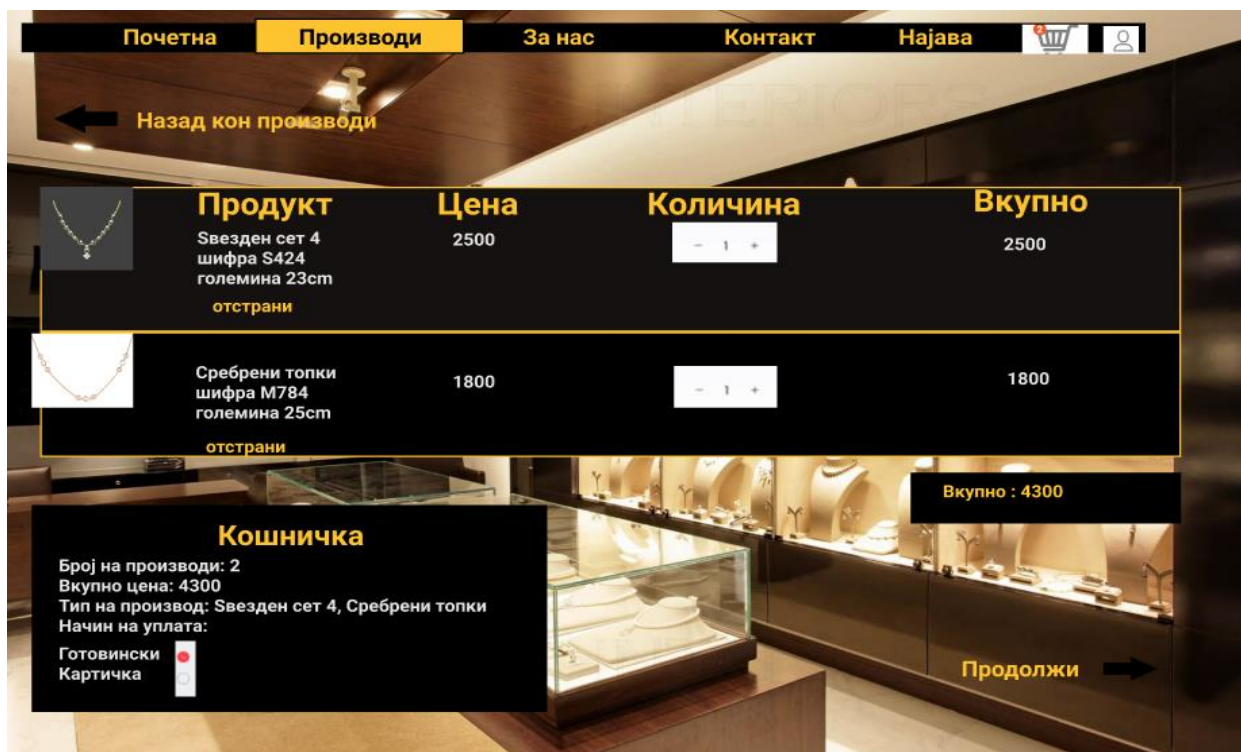 Почетна Производи За нас Контакт Најава 2
INTERIORS
Назад кон производи
Продукт Цена Количина Вкупно
Ѕвезден сет 4 2500 - 1 + 2500
шифра S424
големина 23cm
отстрани
Сребрени топки 1800 - 1 + 1800
шифра M784
големина 25cm
отстрани
Вкупно : 4300
Кошничка
Број на производи: 2
Вкупно цена: 4300
Тип на производ: Ѕвезден сет 4, Сребрени топки
Начин на уплата:
Готовински
Картичка
Продолжи